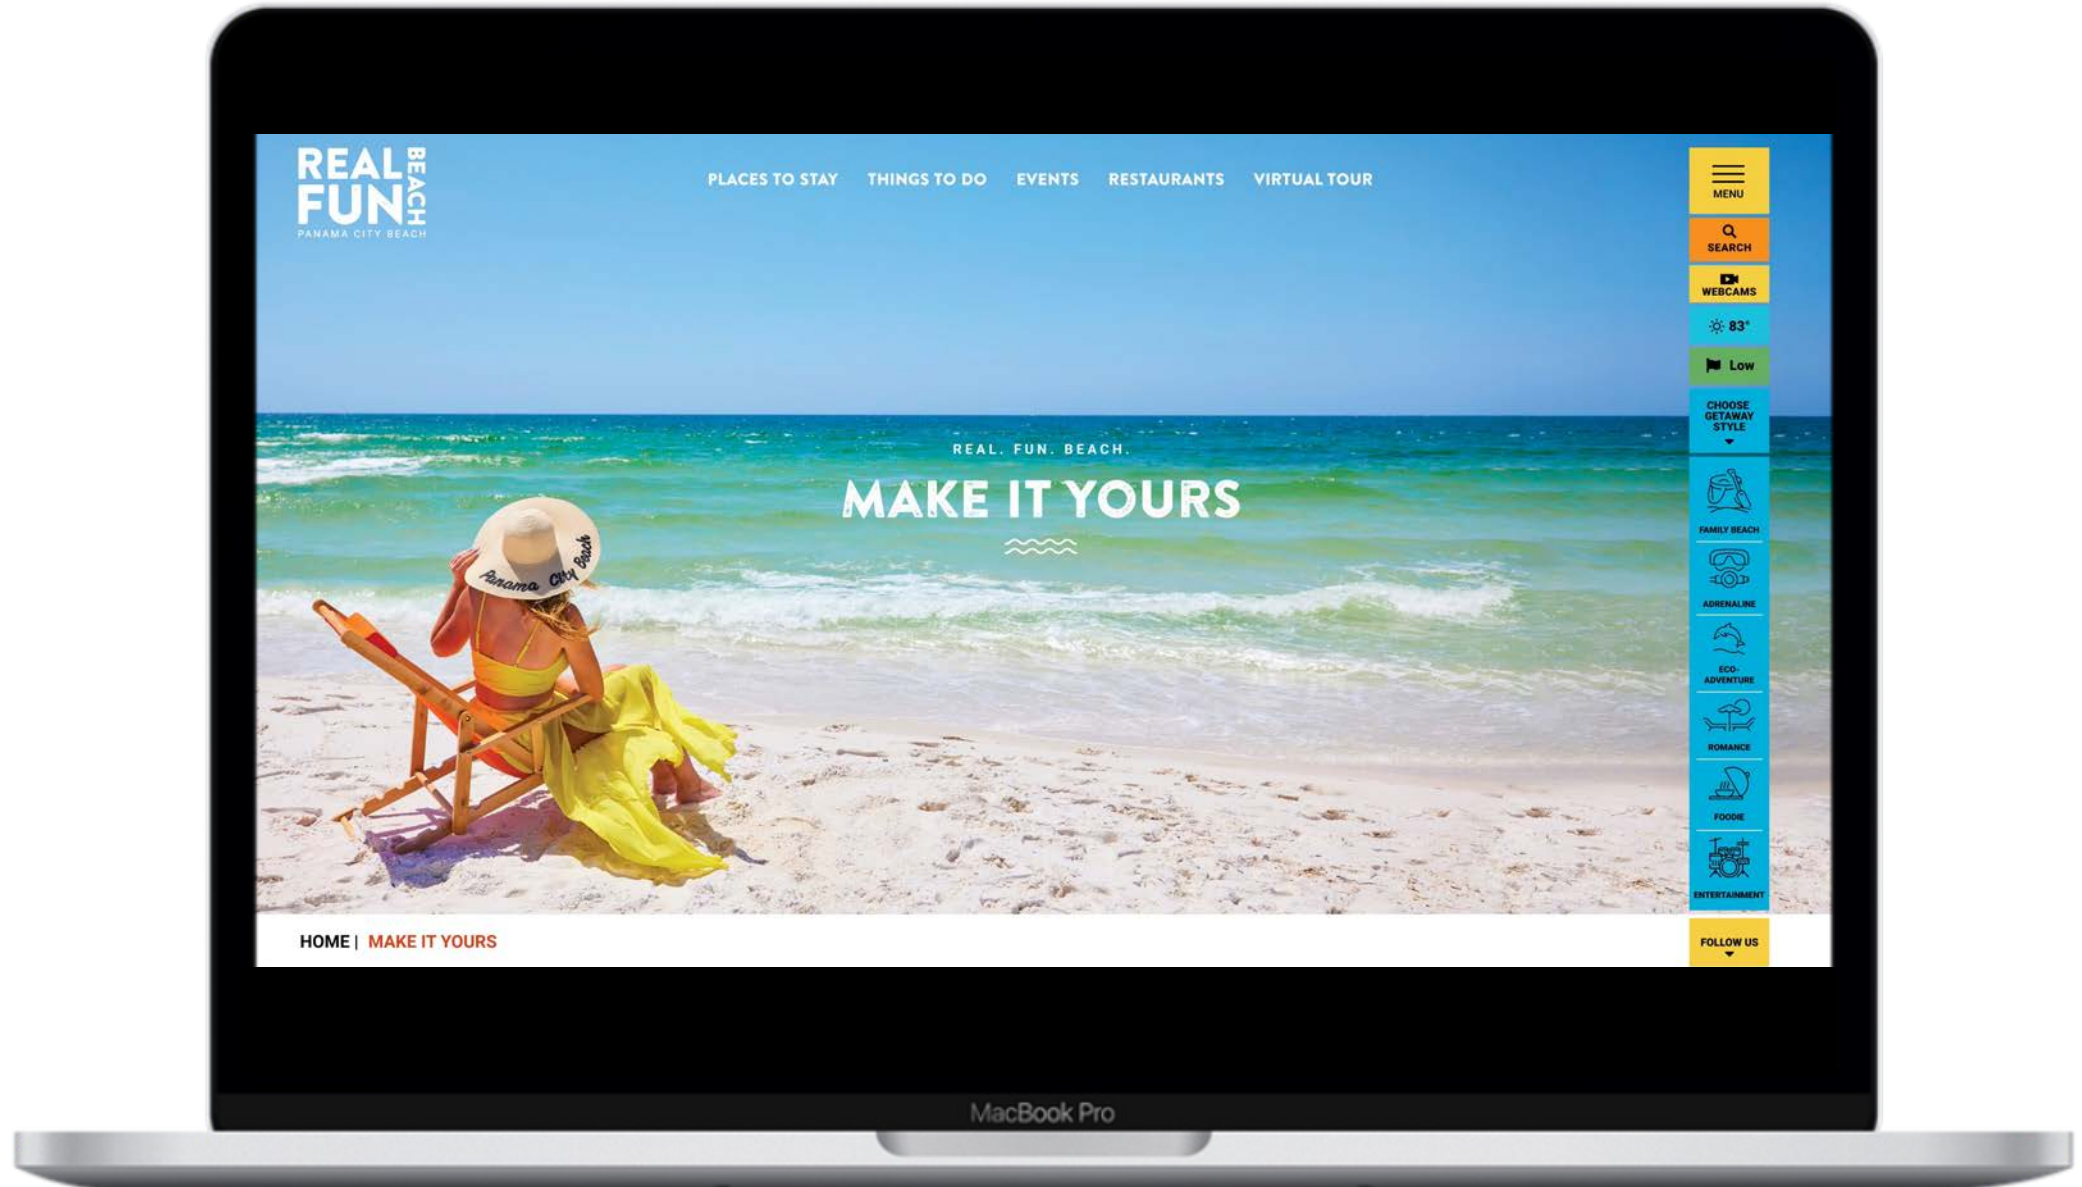 REAL
FUN
BEACH
PANAMA CITY BEACH
PLACES TO STAY THINGS TO DO EVENTS RESTAURANTS VIRTUAL TOUR
MENU
SEARCH
WEBCAMS
83°
Low
CHOOSE
GETAWAY
STYLE
FAMILY BEACH
ADRENALINE
ECO-
ADVENTURE
ROMANCE
FOODIE
ENTERTAINMENT
FOLLOW US
REAL. FUN. BEACH.
MAKE IT YOURS
Panama City Beach
HOME | MAKE IT YOURS
MacBook Pro